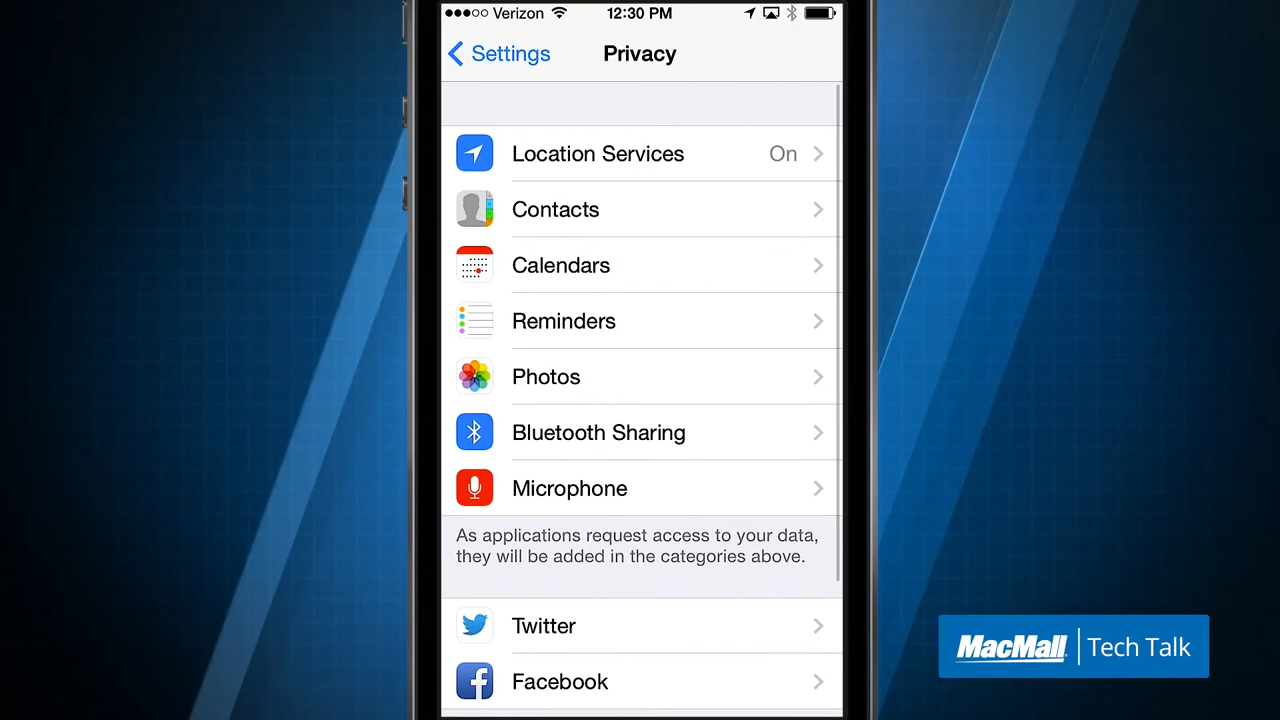 Verizon 12:30 PM
Settings Privacy
Location Services On
Contacts
Calendars
Reminders
Photos
Bluetooth Sharing
Microphone
As applications request access to your data,
they will be added in the categories above.
Twitter
Facebook
MacMall Tech Talk